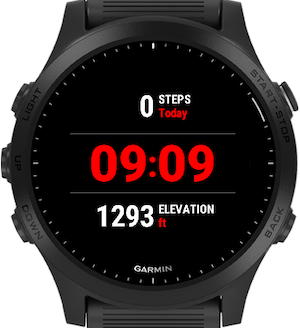 LIGHT
START·STOP
UP
0 STEPS
Today
09:09
1293 ELEVATION
ft
DOWN
BACK
GARMIN